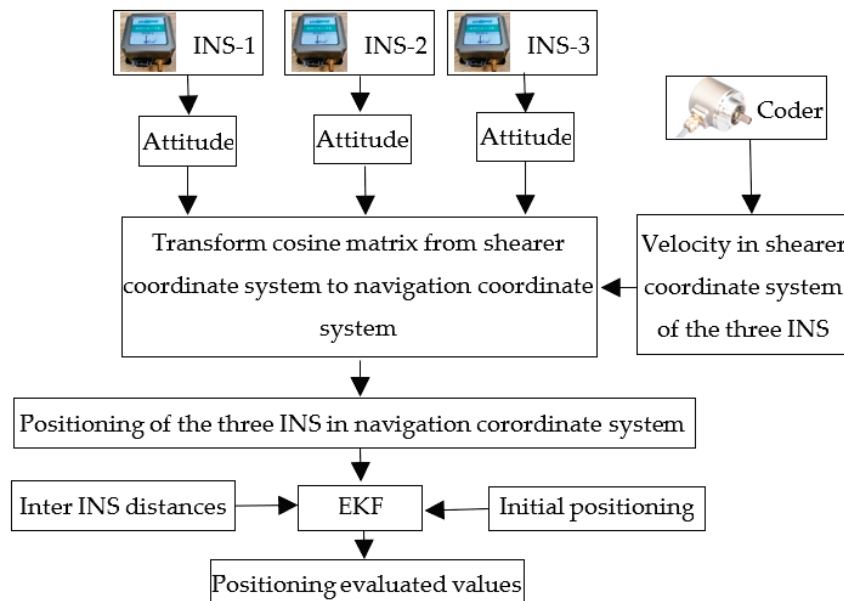 INS-1
INS-2
INS-3
Coder
Attitude
Attitude
Attitude
Transform cosine matrix from shearer
coordinate system to navigation coordinate
system
Velocity in shearer
coordinate system
of the three INS
Positioning of the three INS in navigation corordinate system
Inter INS distances
EKF
Initial positioning
Positioning evaluated values